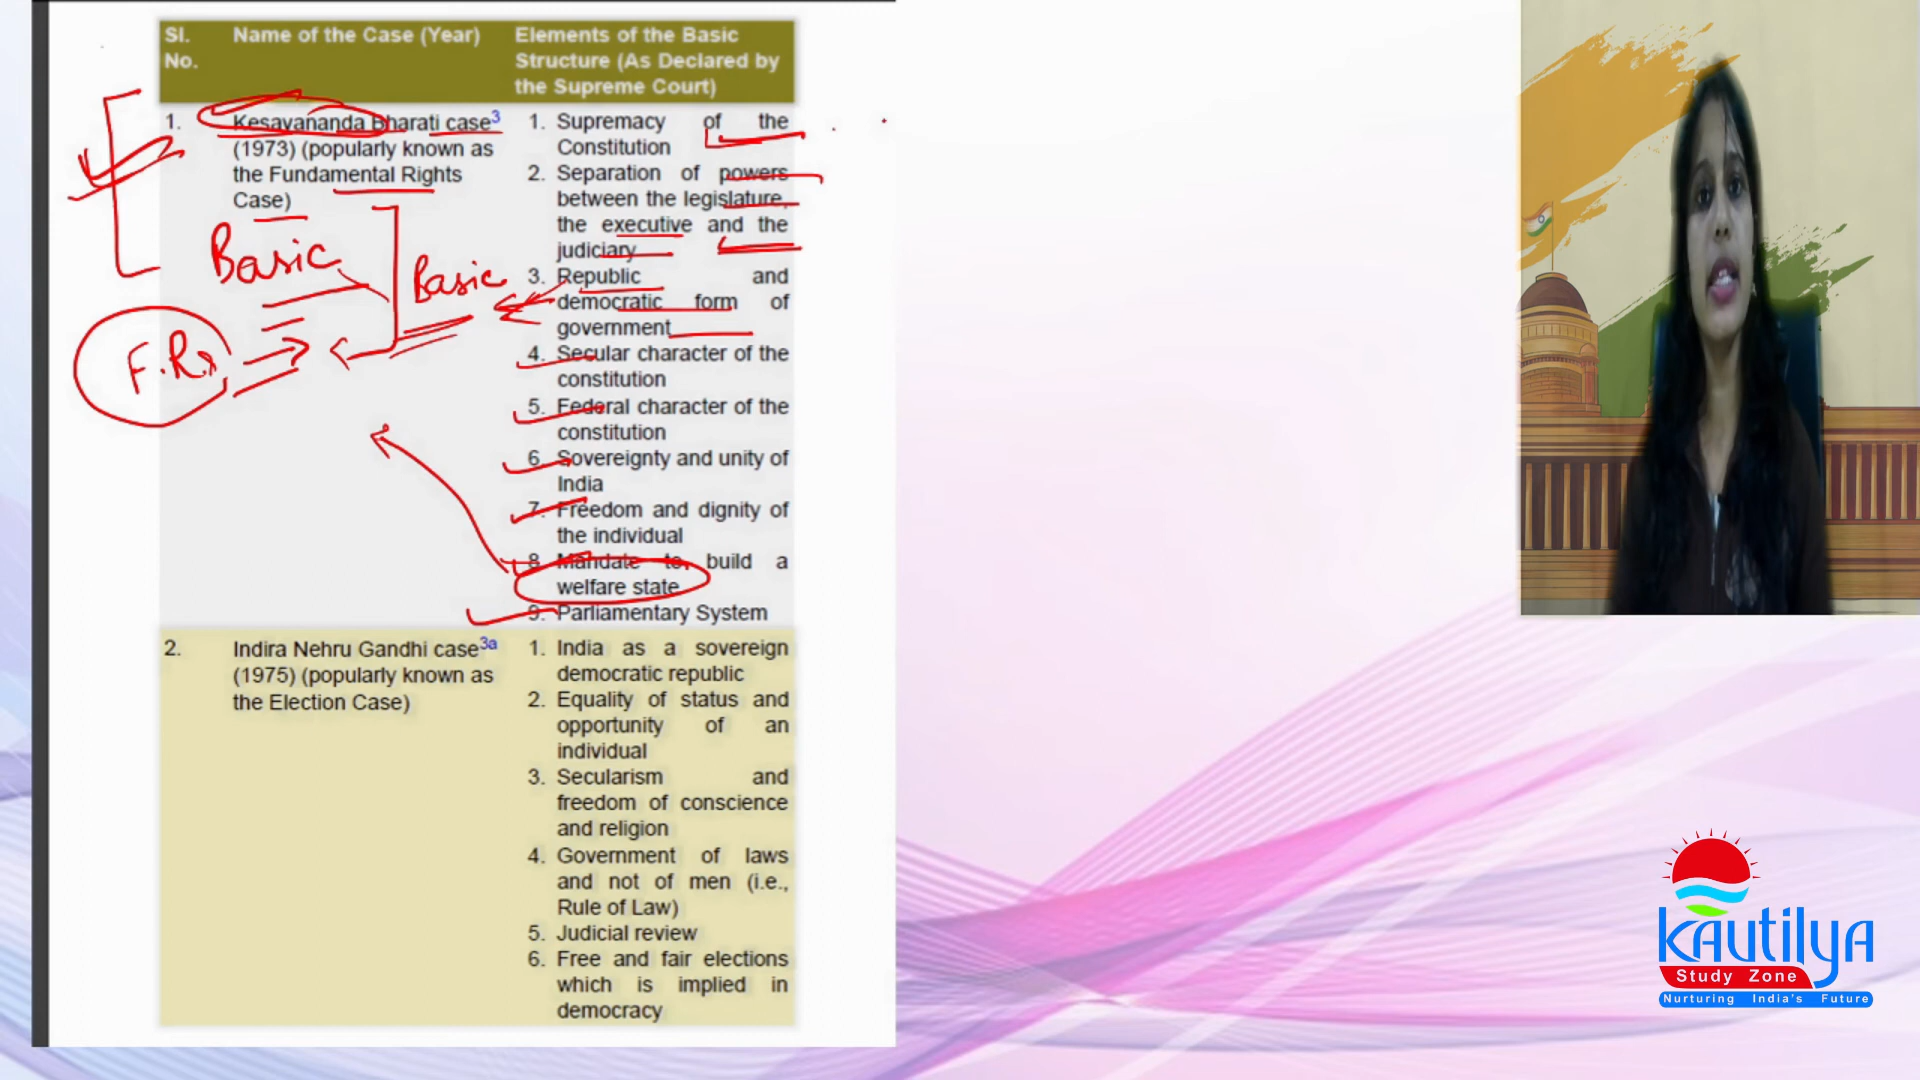 Sl. No.
Name of the Case (Year)
Elements of the Basic
Structure (As Declared by
the Supreme Court)
1.
Kesavananda Bharati case3
(1973) (popularly known as
the Fundamental Rights
Case)
1. Supremacy of the
Constitution
2. Separation of powers
between the legislature,
the executive and the
judiciary
3. Republic and
democratic form of
government
4. Secular character of the
constitution
5. Federal character of the
constitution
6. Sovereignty and unity of
India
7. Freedom and dignity of
the individual
8. Mandate to build a
welfare state
9. Parliamentary System
Basic
Basic
F.Rs
2.
Indira Nehru Gandhi case3a
(1975) (popularly known as
the Election Case)
1. India as a sovereign
democratic republic
2. Equality of status and
opportunity of an
individual
3. Secularism and
freedom of conscience
and religion
4. Government of laws
and not of men (i.e.,
Rule of Law)
5. Judicial review
6. Free and fair elections
which is implied in
democracy
kautilya
Study Zone
Nurturing India's Future